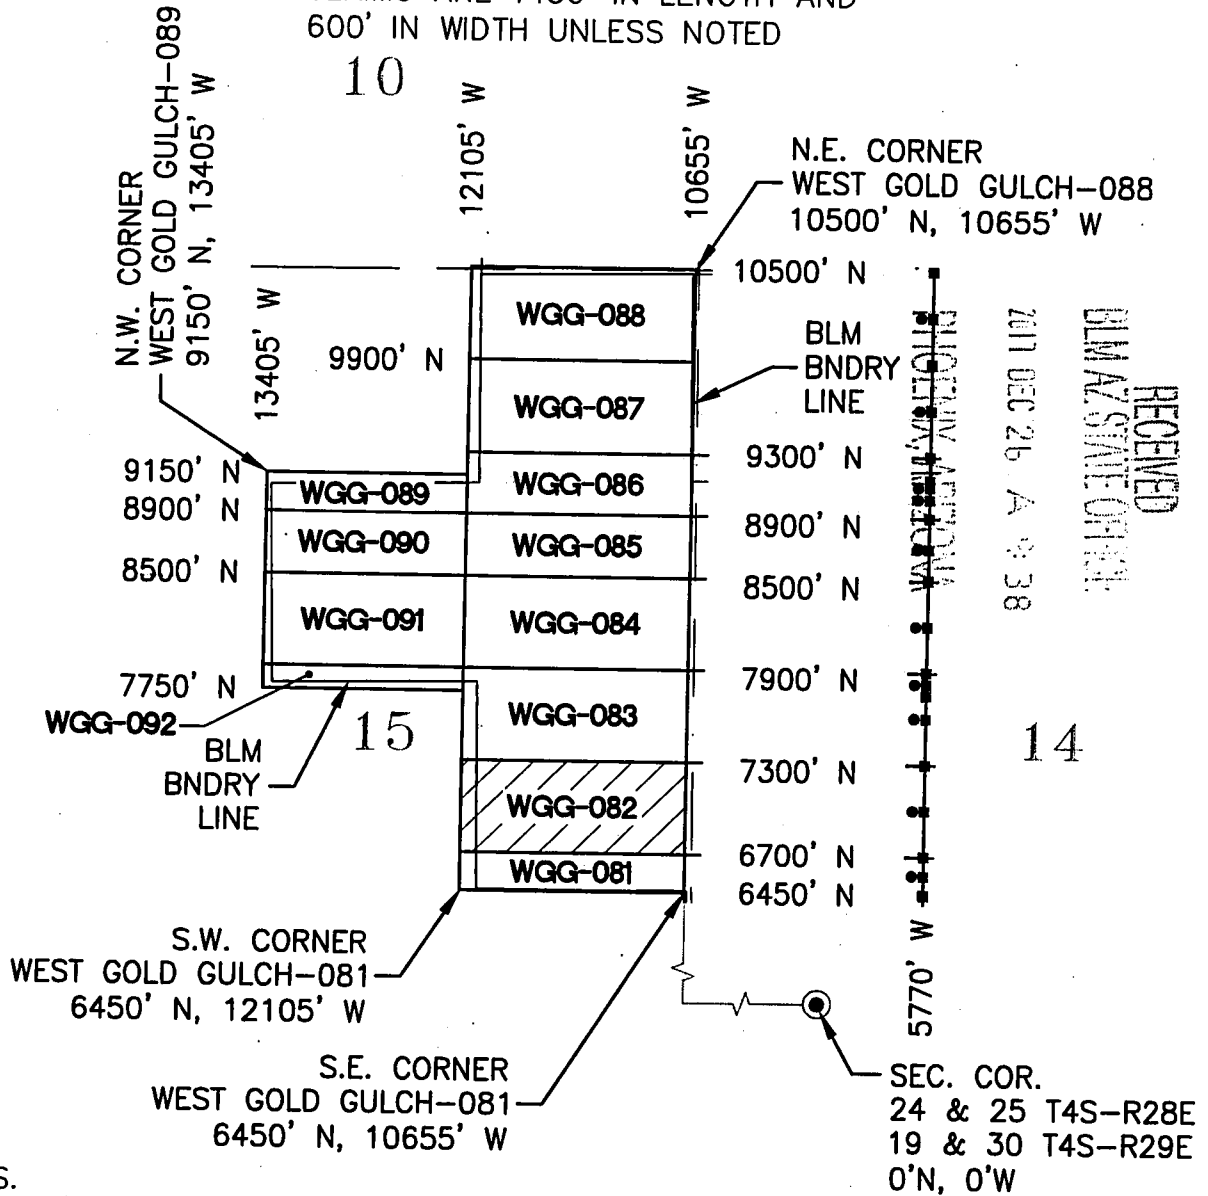 600' IN WIDTH UNLESS NOTED
10
12105' W
10655' W
N.W. CORNER
WEST GOLD GULCH-089
9150' N, 13405' W
N.E. CORNER
WEST GOLD GULCH-088
10500' N, 10655' W
13405' W
9900' N
9150' N
8900' N
8500' N
7750' N
WGG-088
WGG-087
WGG-086
WGG-085
WGG-084
WGG-083
WGG-082
WGG-081
WGG-089
WGG-090
WGG-091
WGG-092
BLM
BNDRY
LINE
15
10500' N
BLM
BNDRY
LINE
9300' N
8900' N
8500' N
7900' N
7300' N
6700' N
6450' N
5770' W
14
RECEIVED
BLM AZ STATE OFFICE
2011 DEC 26 A 9:38
PHOENIX, ARIZONA
S.W. CORNER
WEST GOLD GULCH-081
6450' N, 12105' W
S.E. CORNER
WEST GOLD GULCH-081
6450' N, 10655' W
SEC. COR.
24 & 25 T4S-R28E
19 & 30 T4S-R29E
0'N, 0'W
S.